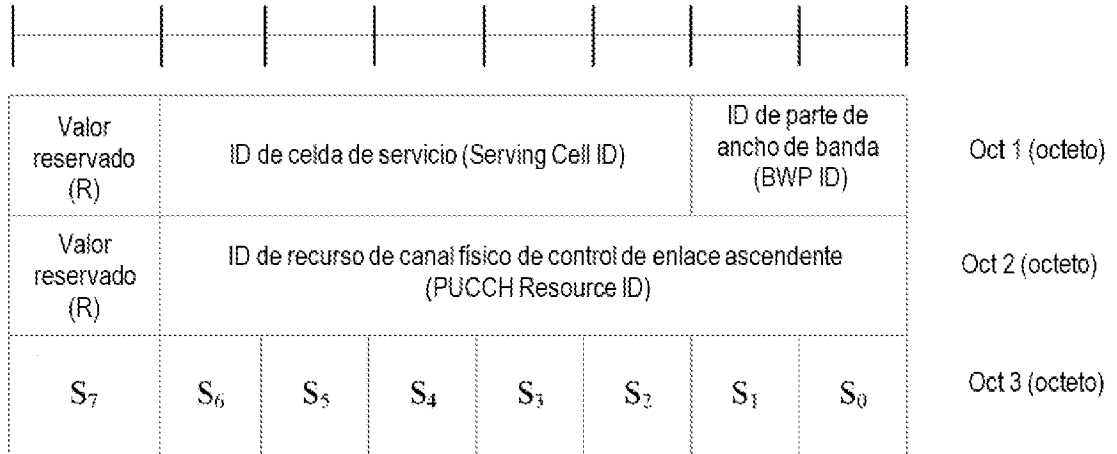 Valor
reservado
(R)
ID de celda de servicio (Serving Cell ID)
ID de parte de
ancho de banda
(BWP ID)
Oct 1 (octeto)
Valor
reservado
(R)
ID de recurso de canal físico de control de enlace ascendente
(PUCCH Resource ID)
Oct 2 (octeto)
S₇ S₆ S₅ S₄ S₃ S₂ S₁ S₀ Oct 3 (octeto)